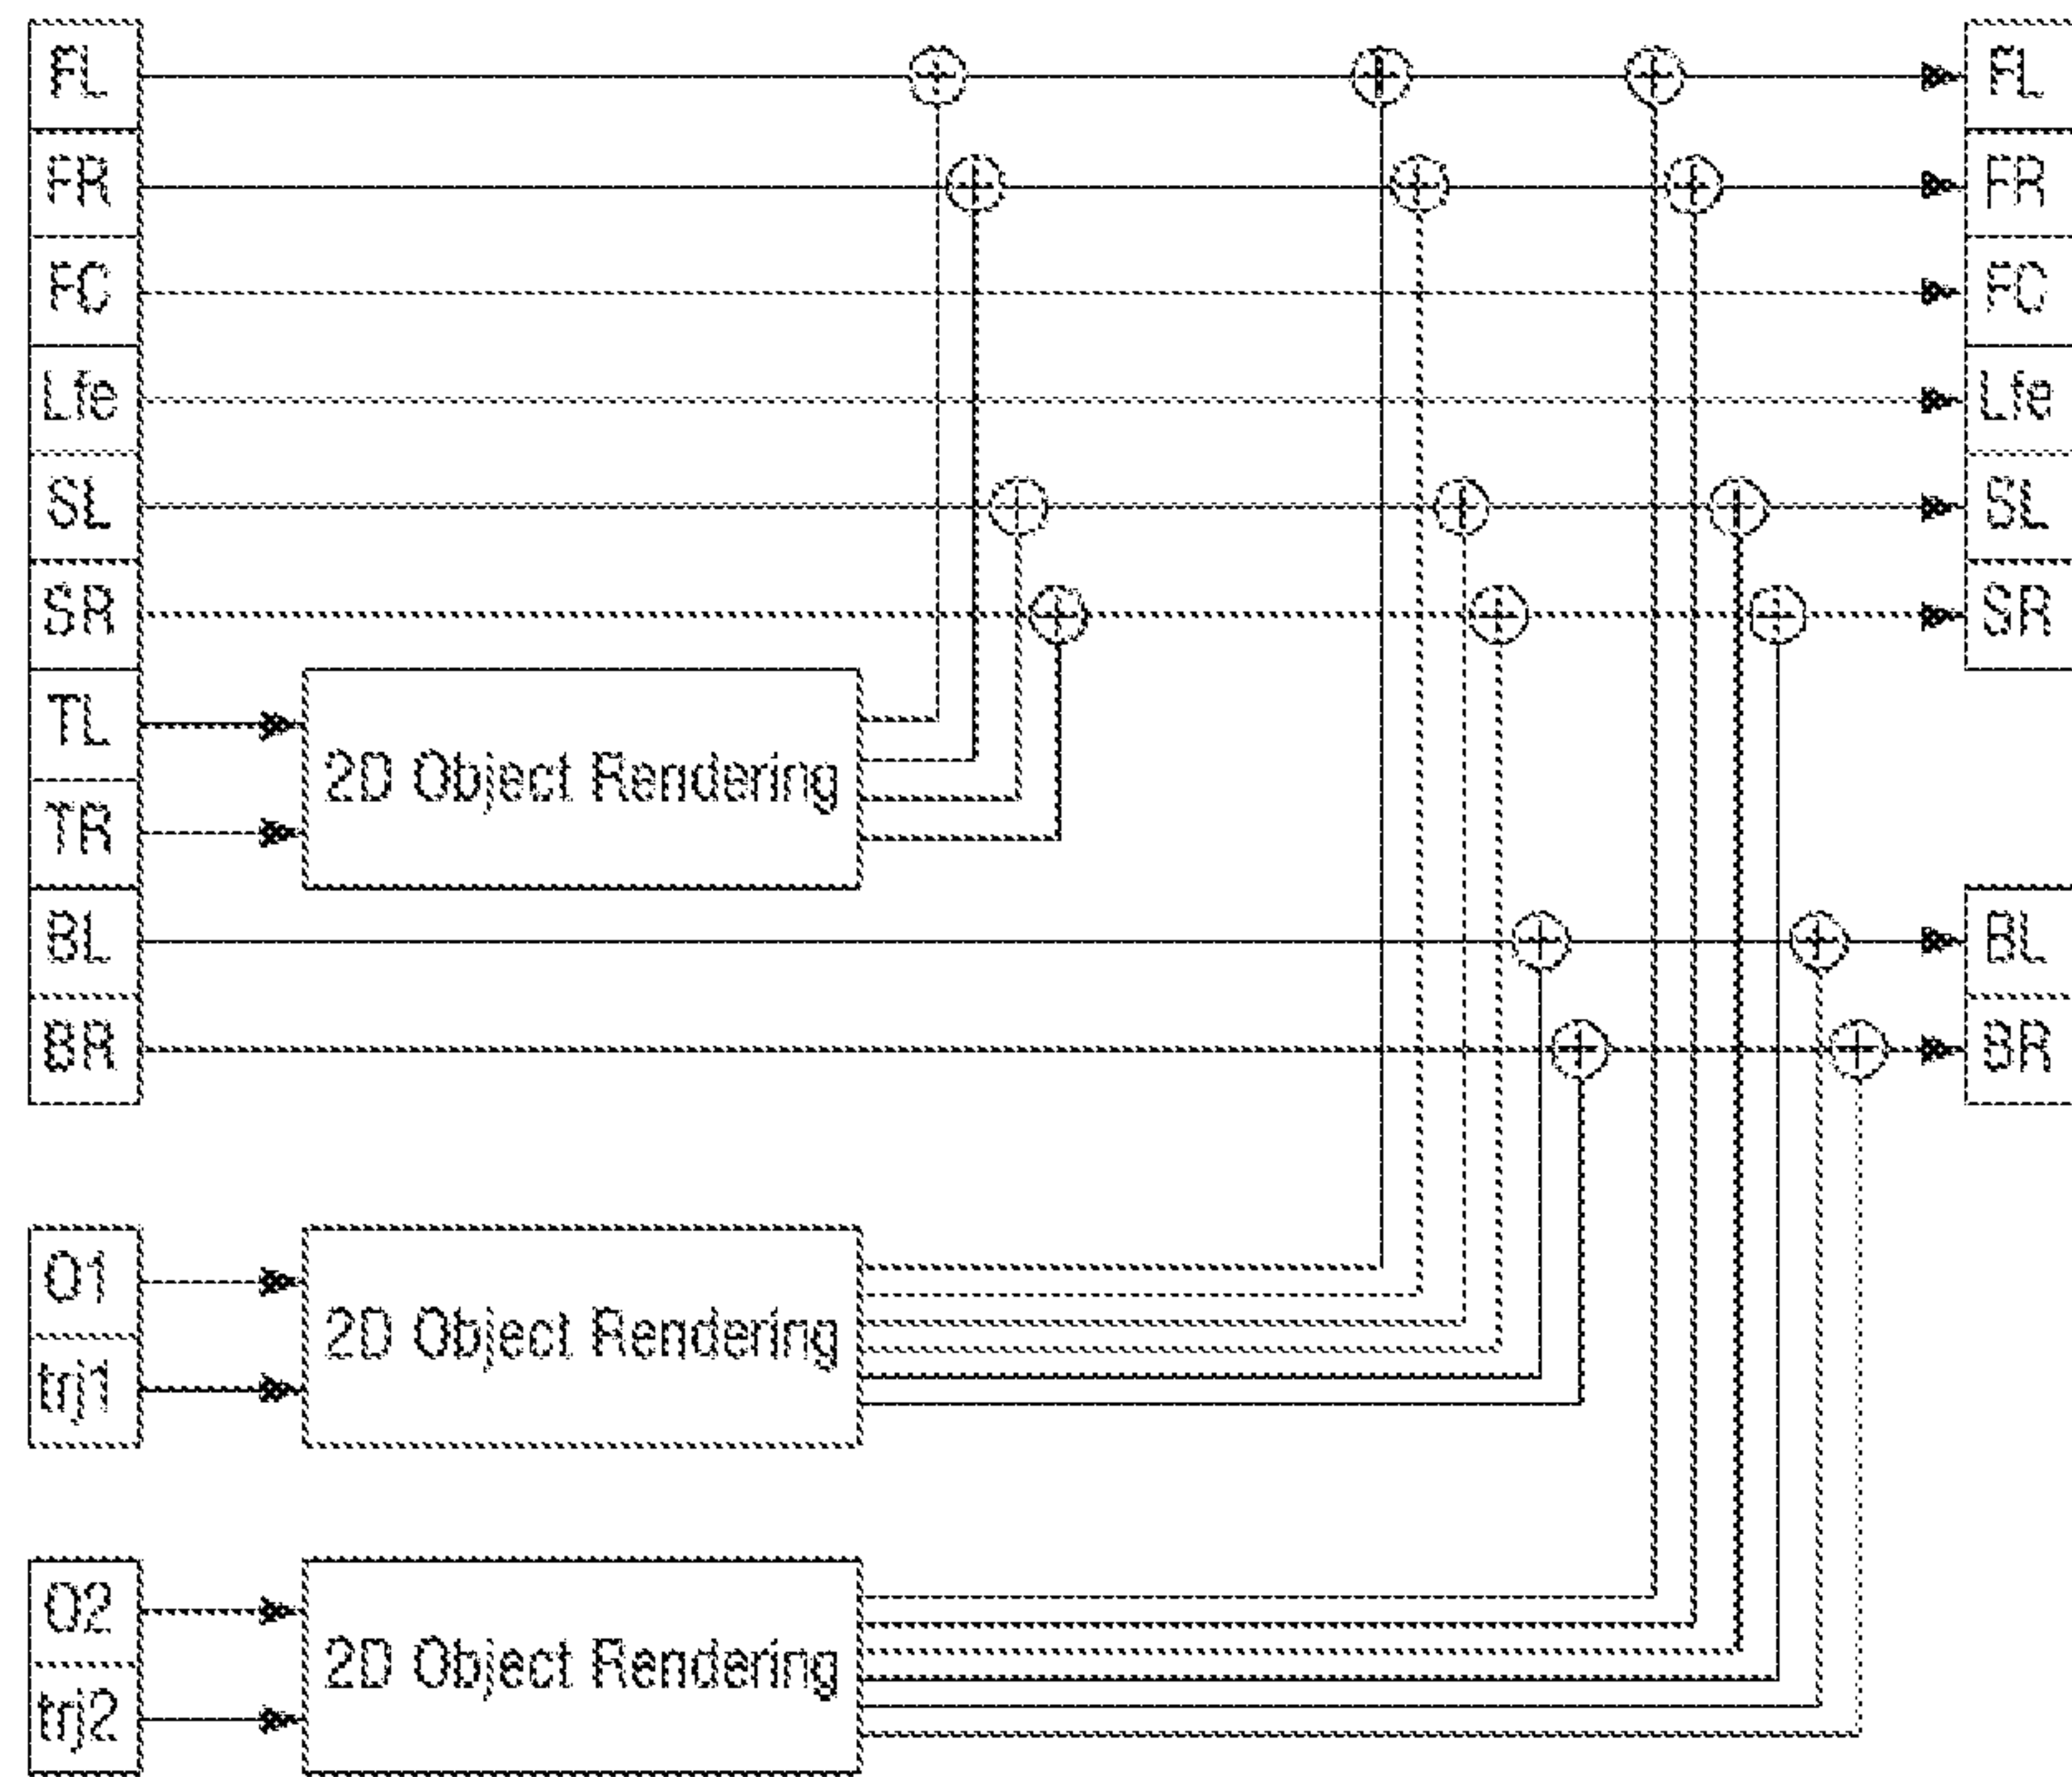 FL
FR
FC
Lfe
SL
SR
TL
TR
BL
BR
2D Object Rendering
O1
trj1
2D Object Rendering
O2
trj2
2D Object Rendering
FL
FR
FC
Lfe
SL
SR
BL
BR